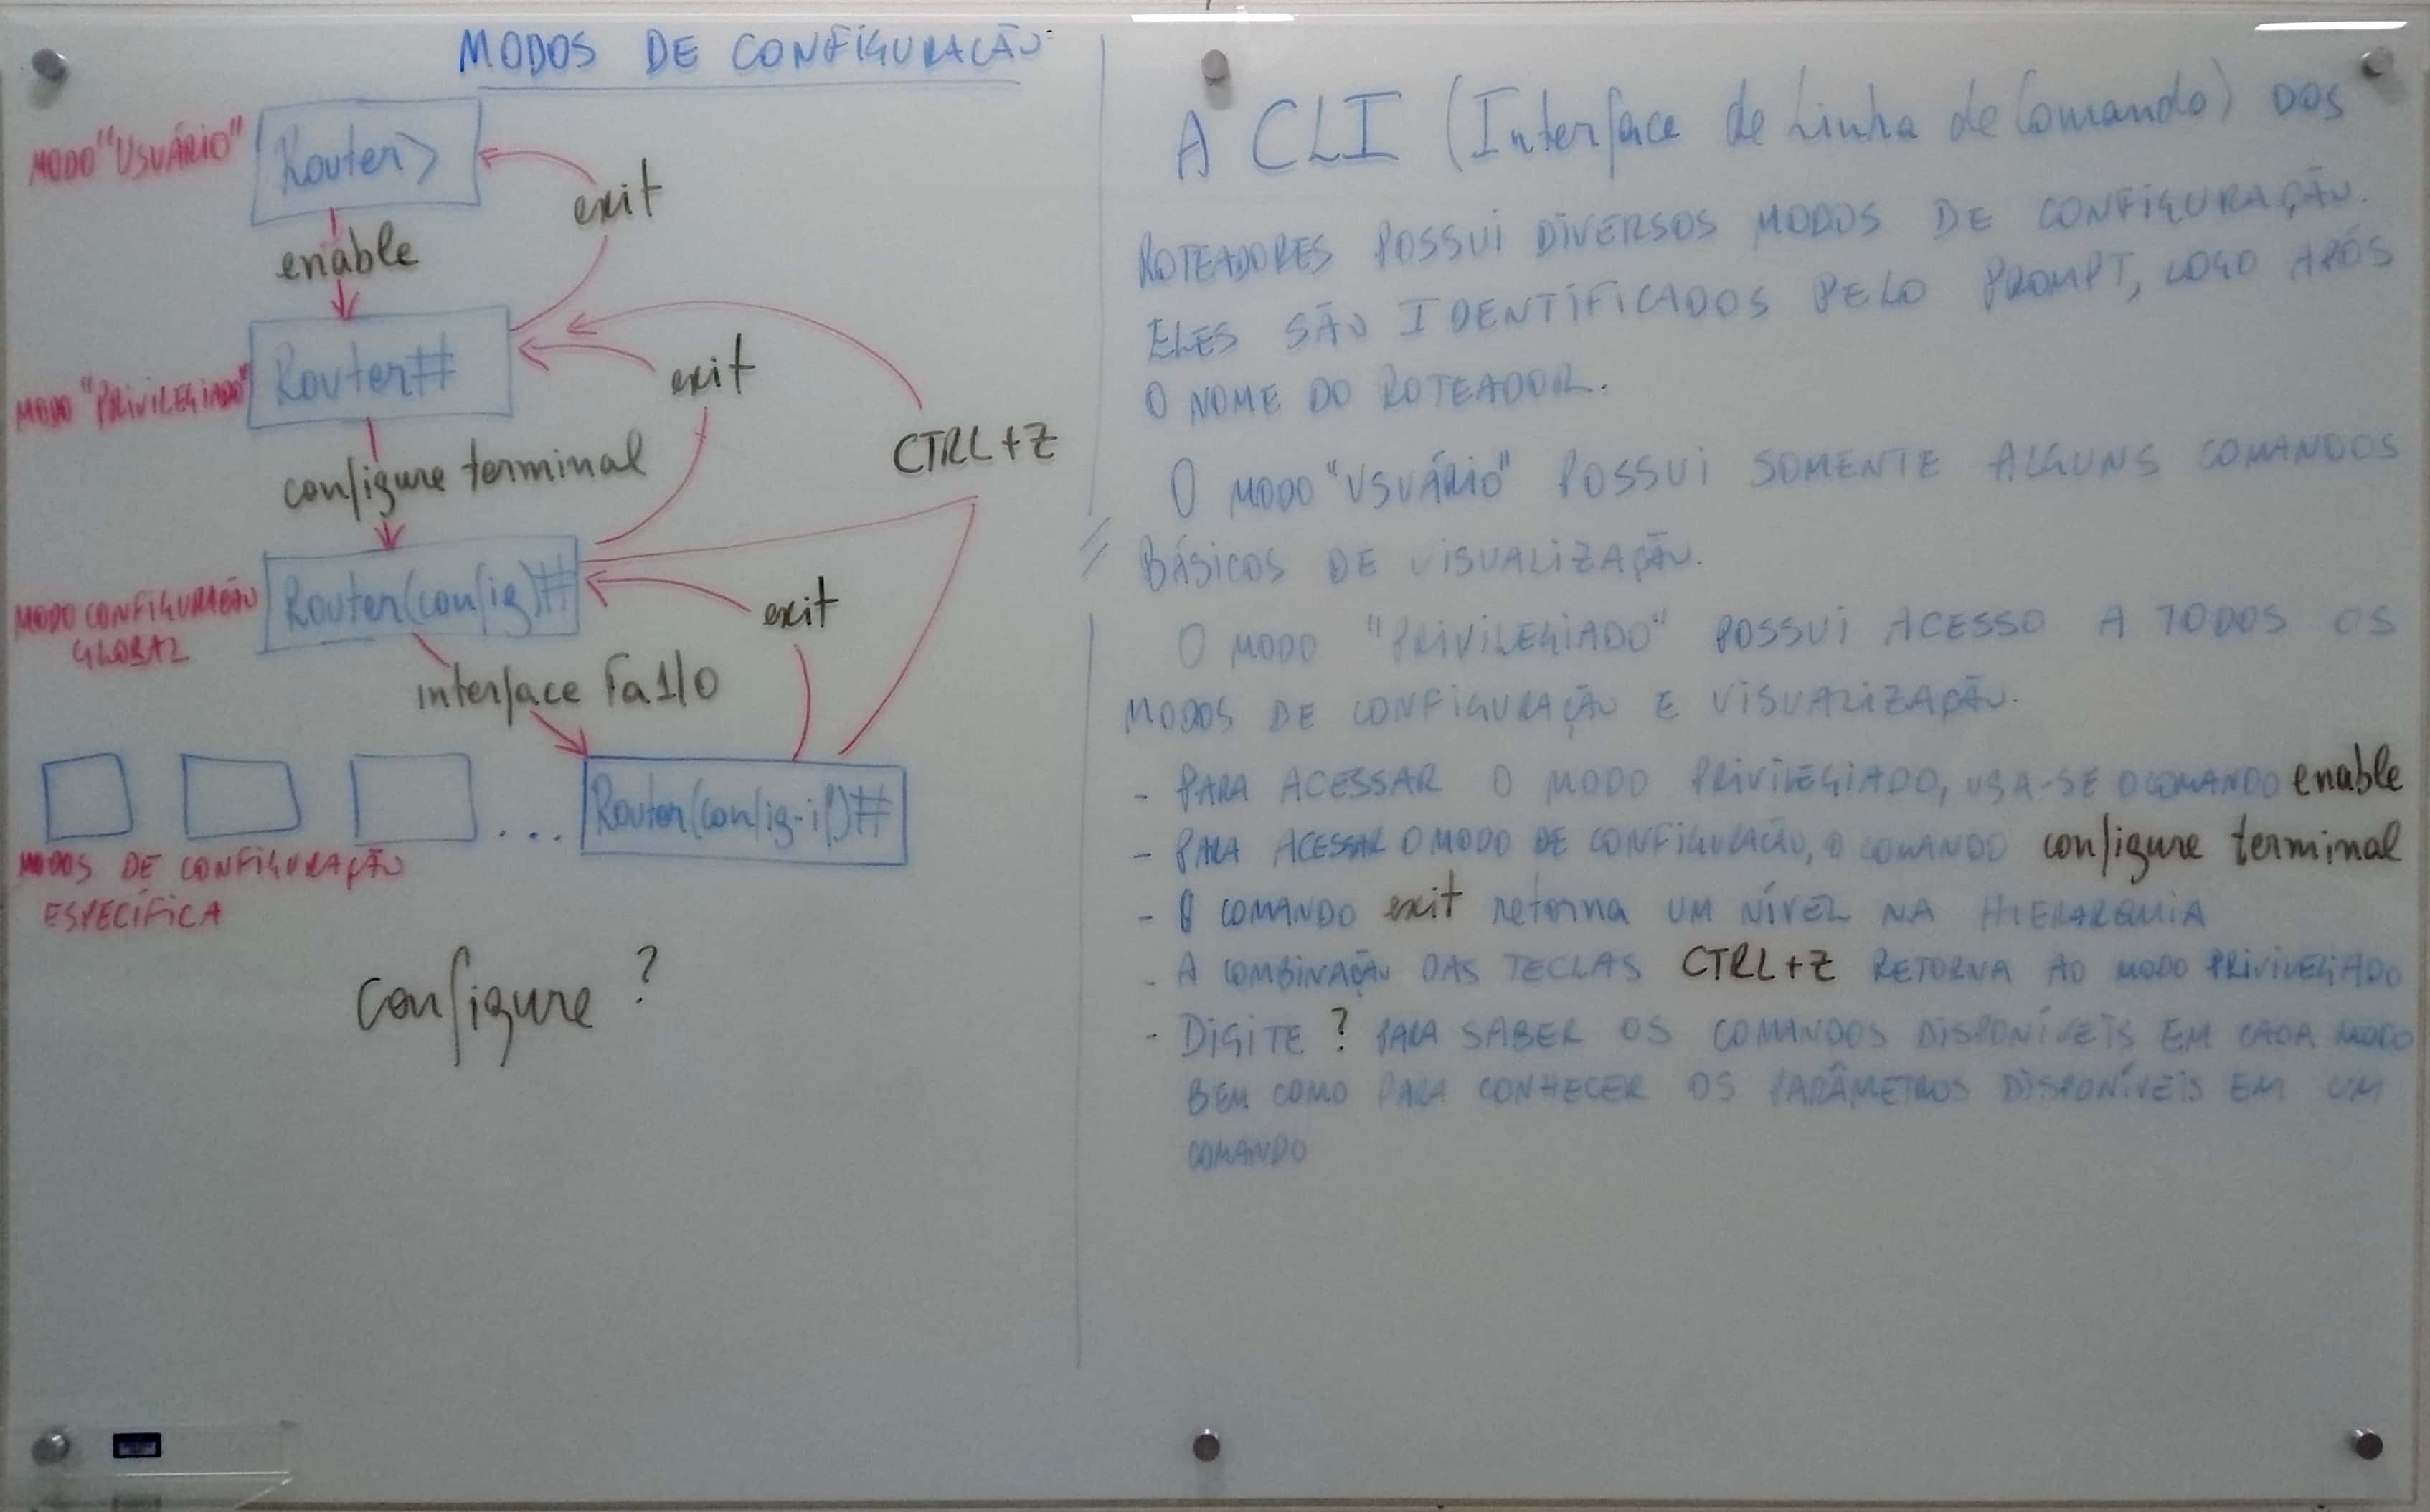 MODOS DE CONFIGURAÇÃO
MODO "USUÁRIO"
Router>
exit
enable
MODO "PRIVILEGIADO"
Router#
exit
CTRL+Z
configure terminal
MODO CONFIGURAÇÃO
GLOBAL
Router(config)#
exit
interface Fa1/0
... Router(config-if)#
MODOS DE CONFIGURAÇÃO
ESPECÍFICA
configure ?
A CLI (Interface de Linha de Comando) DOS
ROTEADORES POSSUI DIVERSOS MODOS DE CONFIGURAÇÃO.
ELES SÃO IDENTIFICADOS PELO PROMPT, LOGO APÓS
O NOME DO ROTEADOR.
O MODO "USUÁRIO" POSSUI SOMENTE ALGUNS COMANDOS
BÁSICOS DE VISUALIZAÇÃO.
O MODO "PRIVILEGIADO" POSSUI ACESSO A TODOS OS
MODOS DE CONFIGURAÇÃO E VISUALIZAÇÃO.
- PARA ACESSAR O MODO PRIVILEGIADO, USA-SE O COMANDO enable
- PARA ACESSAR O MODO DE CONFIGURAÇÃO, O COMANDO configure terminal
- O COMANDO exit retorna UM NÍVEL NA HIERARQUIA
- A COMBINAÇÃO DAS TECLAS CTRL+Z RETORNA AO MODO PRIVILEGIADO
- DIGITE ? PARA SABER OS COMANDOS DISPONÍVEIS EM CADA MODO
BEM COMO PARA CONHECER OS PARÂMETROS DISPONÍVEIS EM UM
COMANDO